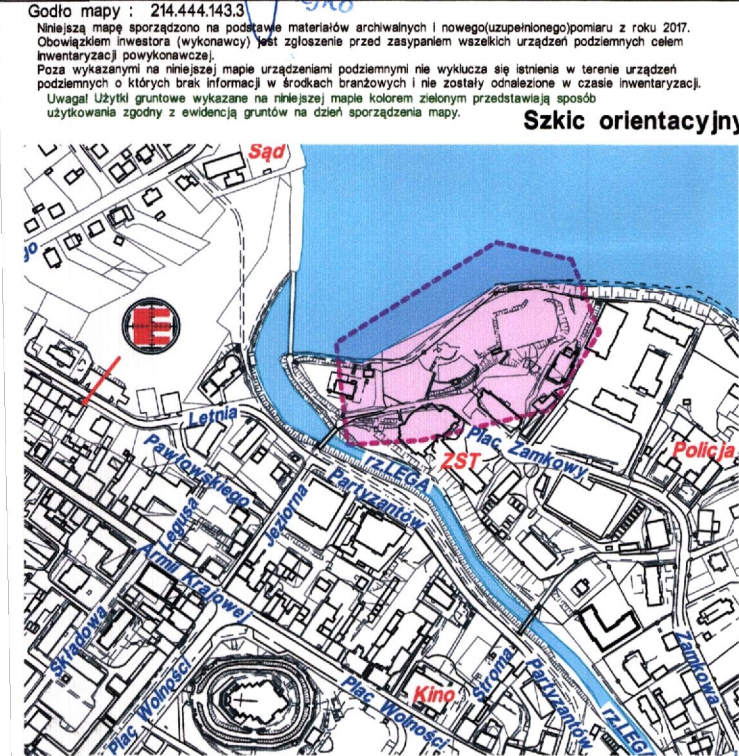 Godło mapy : 214.444.143.3
Niniejszą mapę sporządzono na podstawie materiałów archiwalnych i nowego(uzupełnionego)pomiaru z roku 2017.
Obowiązkiem inwestora (wykonawcy) jest zgłoszenie przed zasypaniem wszelkich urządzeń podziemnych celem
inwentaryzacji powykonawczej.
Poza wykazanymi na niniejszej mapie urządzeniami podziemnymi nie wyklucza się istnienia w terenie urządzeń
podziemnych o których brak informacji w środkach branżowych i nie zostały odnalezione w czasie inwentaryzacji.
Uwaga! Użytki gruntowe wykazane na niniejszej mapie kolorem zielonym przedstawiają sposób
użytkowania zgodny z ewidencją gruntów na dzień sporządzenia mapy.
Szkic orientacyjny
Sąd
go
E
Letnia
Plac Zamkowy
Policja
ZST
rz.LEGA
Pawłowskiego
Partyzantów
Legusa
Jeziorna
Armii Krajowej
Składowa
Zamkowa
Stroma
Partyzantów
Kino
Plac Wolności
Plac Wolności
rz.LEG